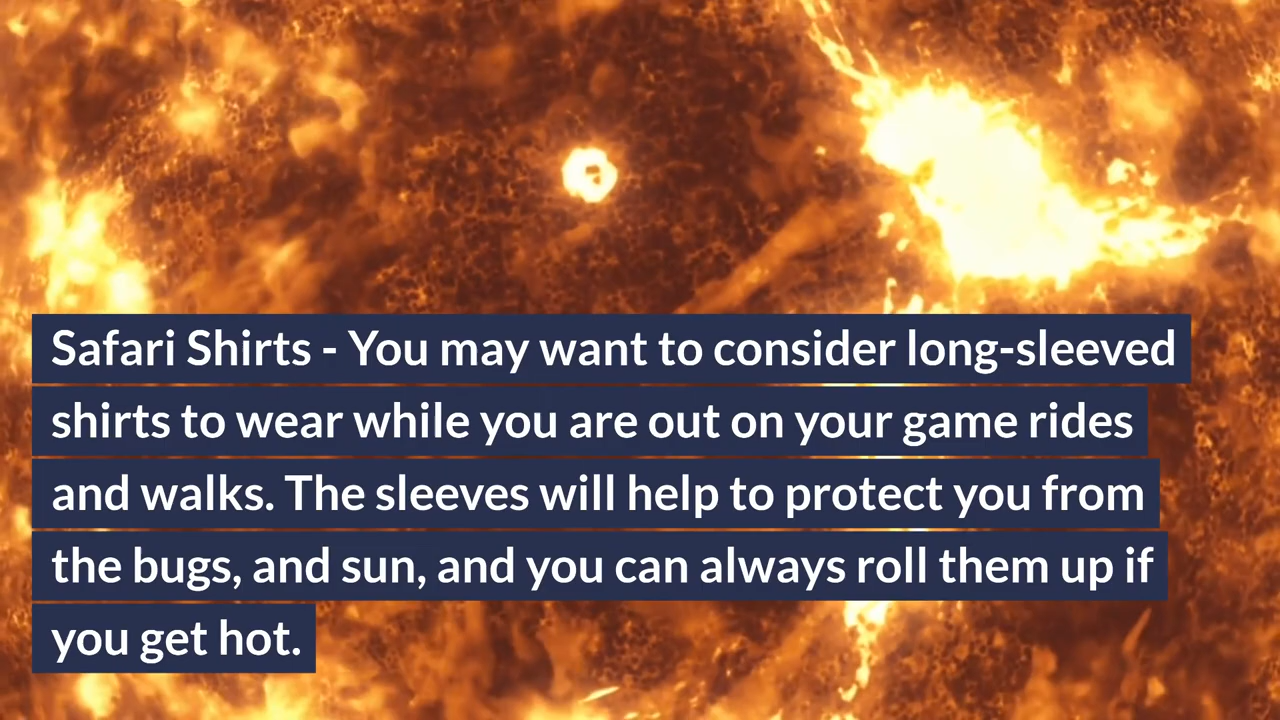 Safari Shirts - You may want to consider long-sleeved
shirts to wear while you are out on your game rides
and walks. The sleeves will help to protect you from
the bugs, and sun, and you can always roll them up if
you get hot.